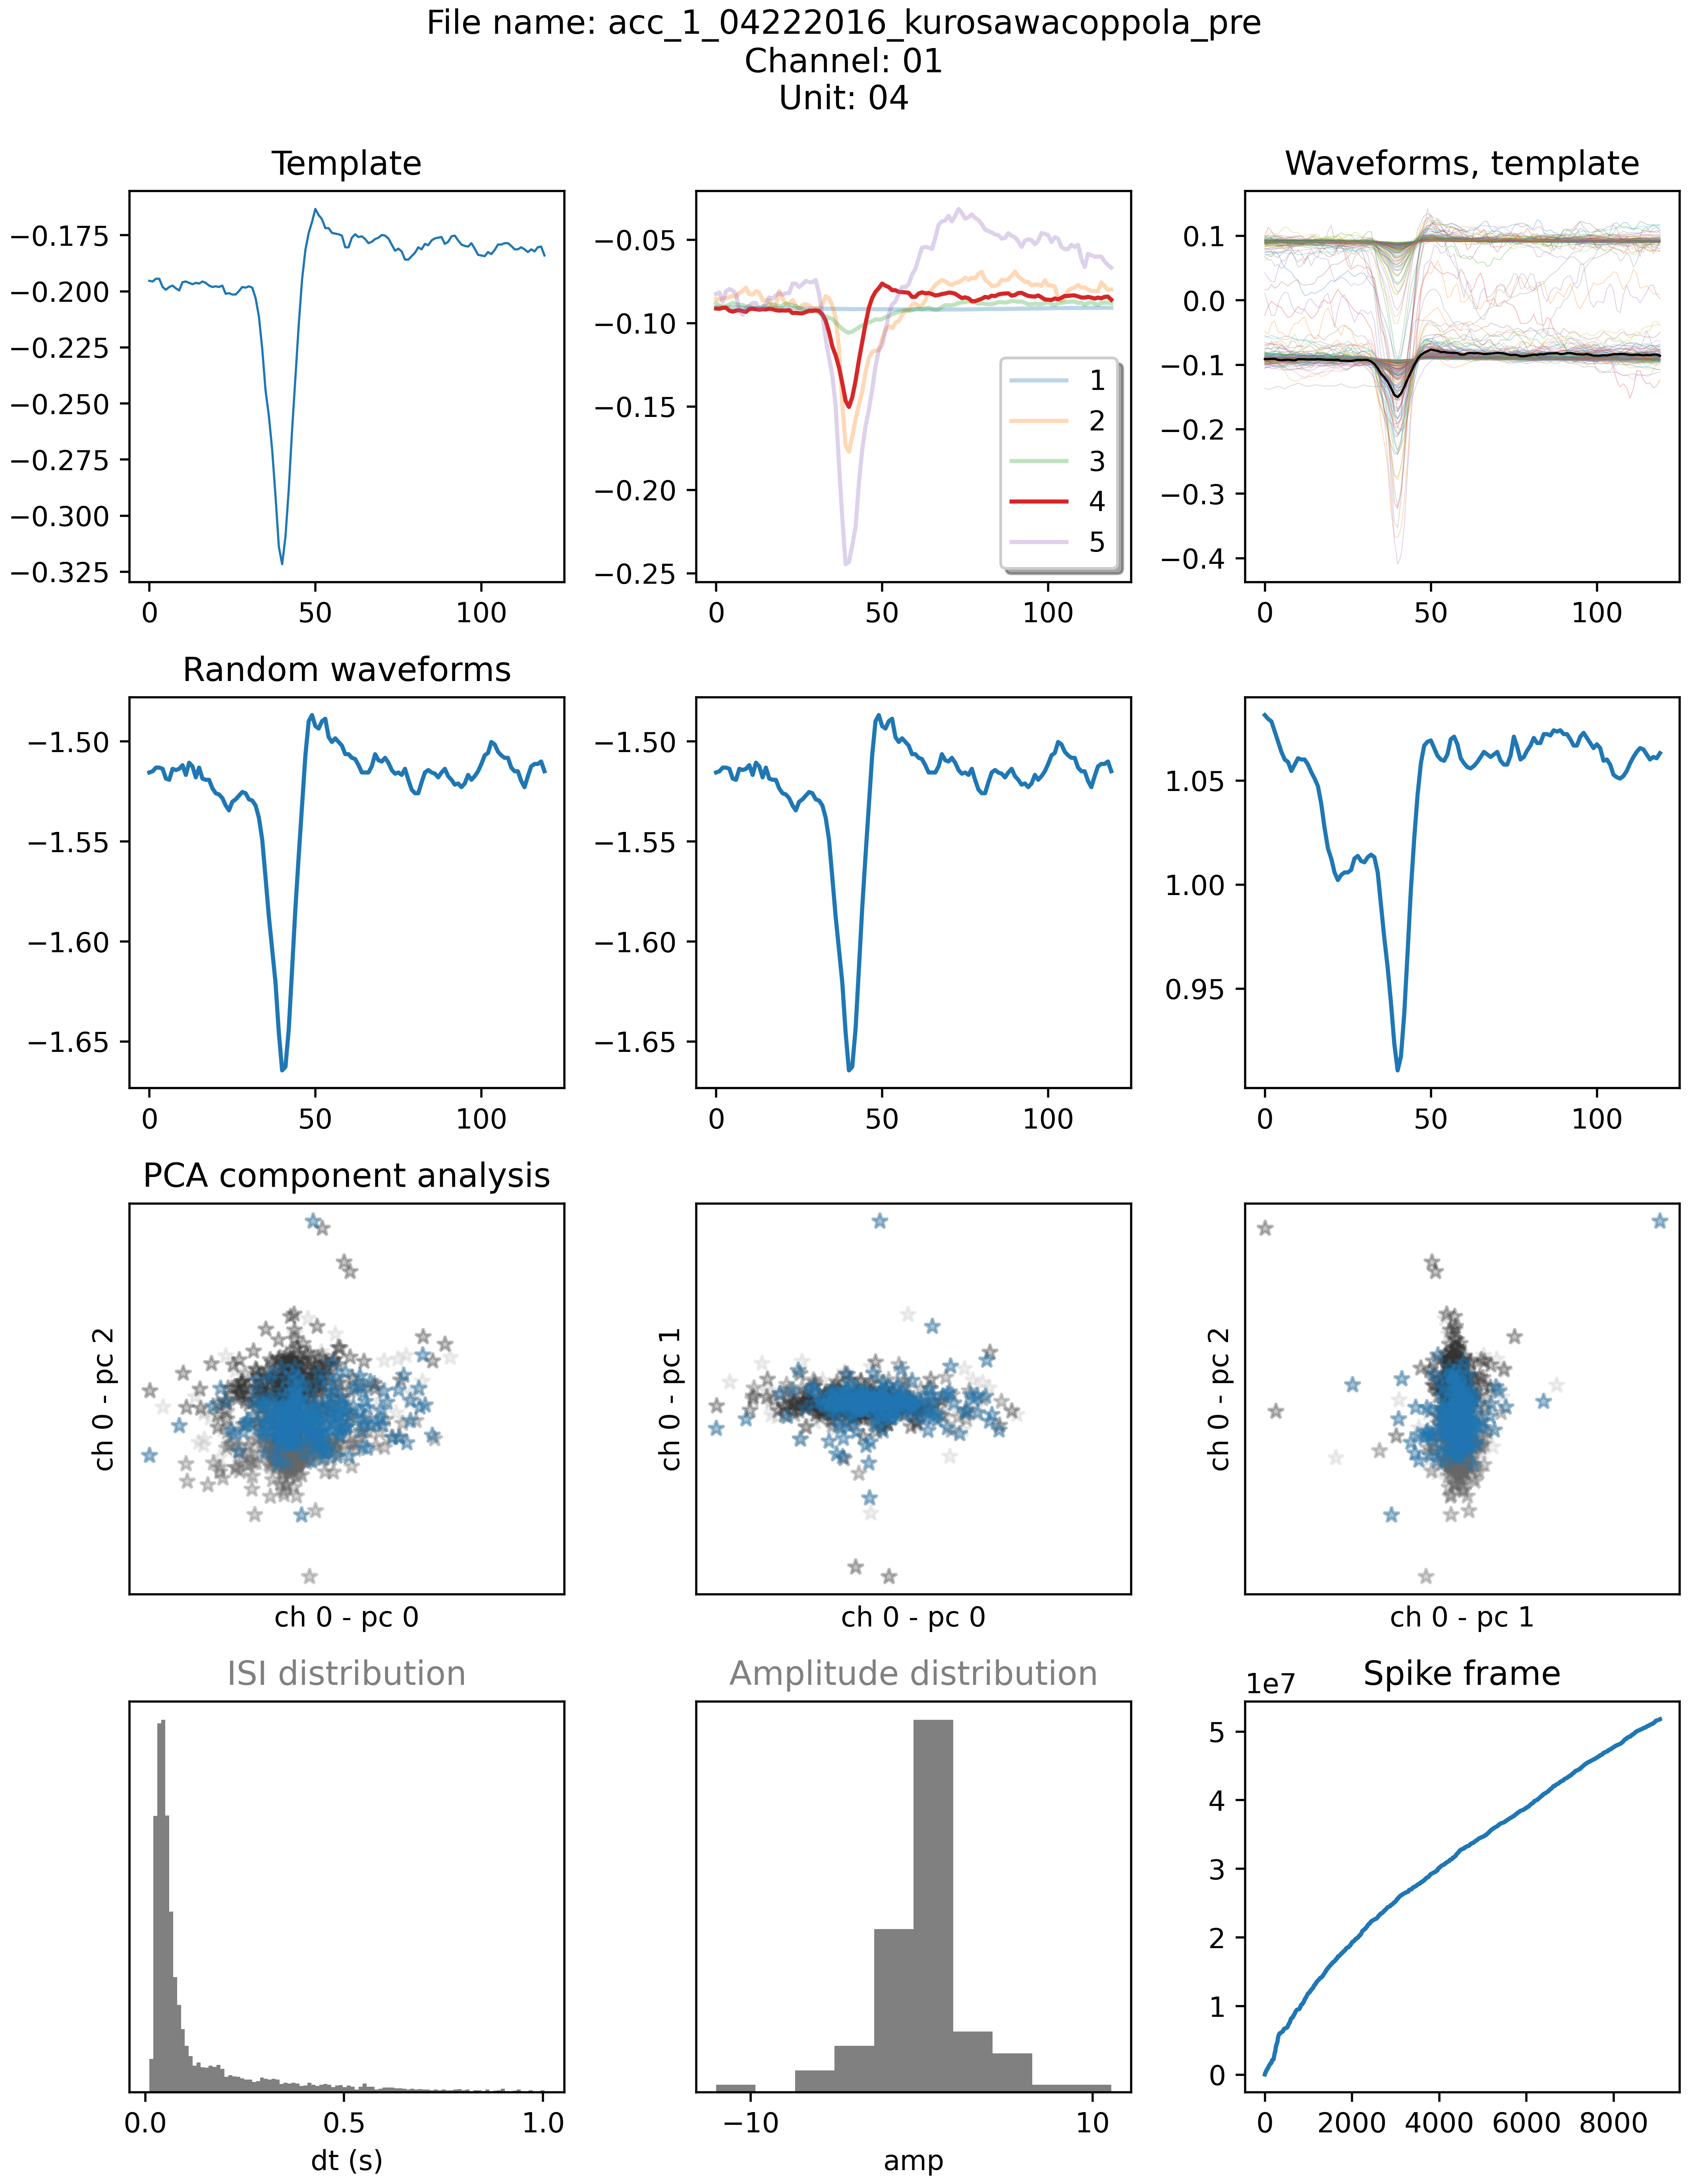 File name: acc_1_04222016_kurosawacoppola_pre
Channel: 01
Unit: 04
Template
Waveforms, template
−0.175
−0.200
−0.225
−0.250
−0.275
−0.300
−0.325
0 50 100
−0.05
−0.10
−0.15
−0.20
−0.25
0 50 100
1
2
3
4
5
0.1
0.0
−0.1
−0.2
−0.3
−0.4
0 50 100
Random waveforms
−1.50
−1.55
−1.60
−1.65
0 50 100
−1.50
−1.55
−1.60
−1.65
0 50 100
1.05
1.00
0.95
0 50 100
PCA component analysis
ch 0 - pc 2
ch 0 - pc 0
ch 0 - pc 1
ch 0 - pc 0
ch 0 - pc 2
ch 0 - pc 1
ISI distribution
0.0 0.5 1.0
dt (s)
Amplitude distribution
−10 10
amp
Spike frame
1e7
5
4
3
2
1
0
0 2000 4000 6000 8000